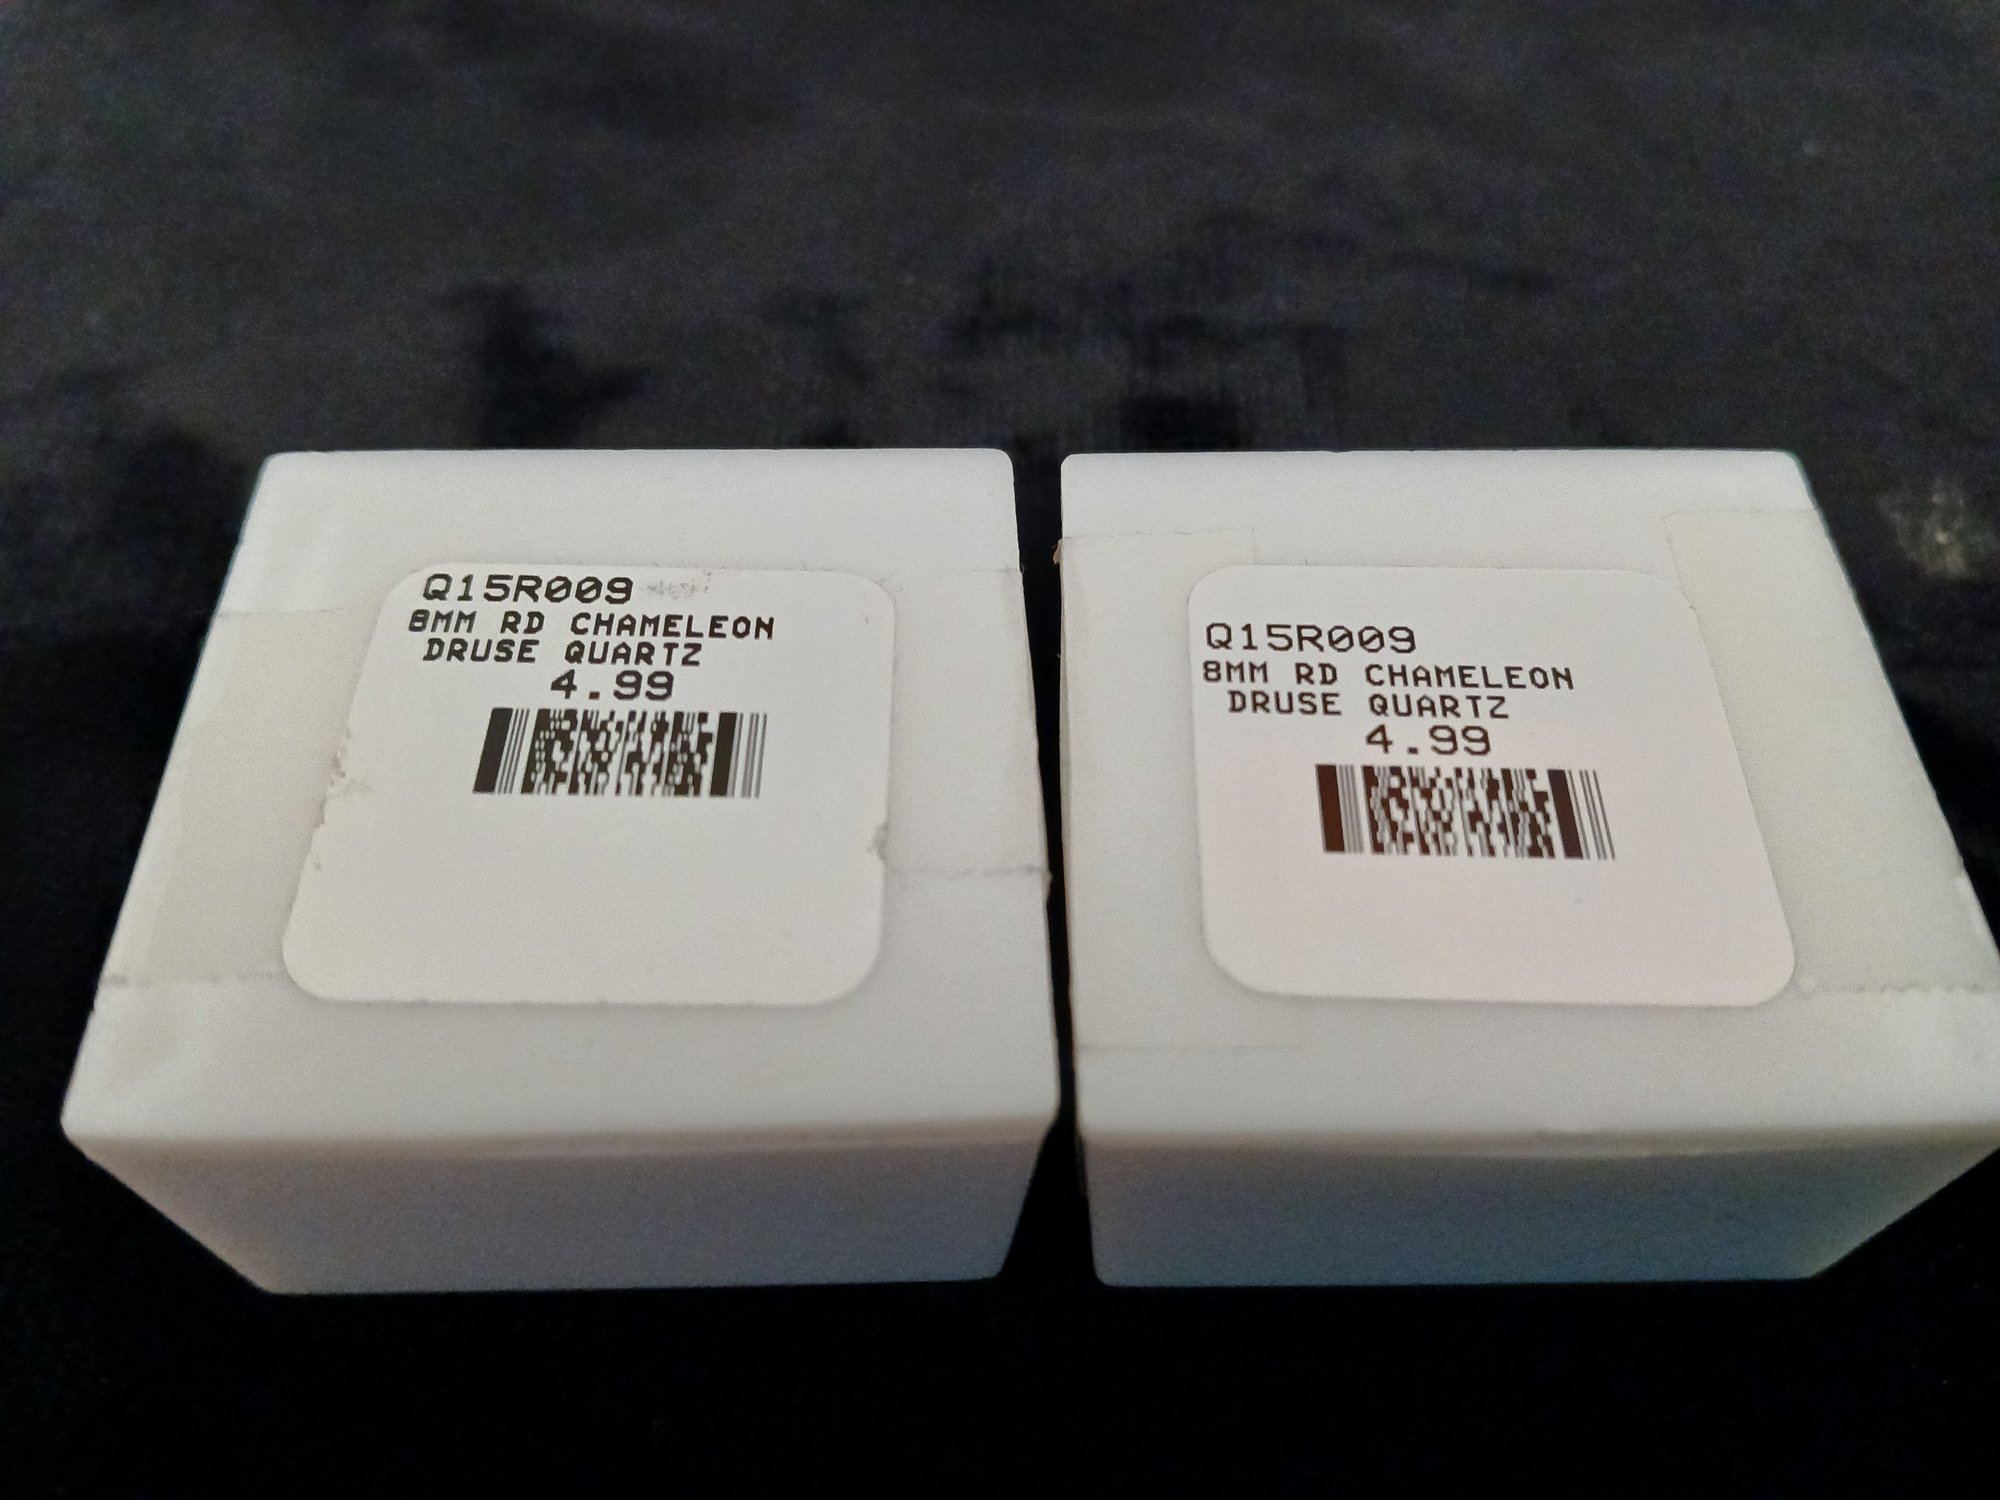 Q15R009
8MM RD CHAMELEON
DRUSE QUARTZ
4.99
Q15R009
8MM RD CHAMELEON
DRUSE QUARTZ
4.99